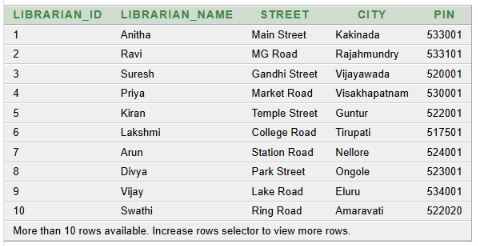 LIBRARIAN_ID LIBRARIAN_NAME STREET CITY PIN
1 Anitha Main Street Kakinada 533001
2 Ravi MG Road Rajahmundry 533101
3 Suresh Gandhi Street Vijayawada 520001
4 Priya Market Road Visakhapatnam 530001
5 Kiran Temple Street Guntur 522001
6 Lakshmi College Road Tirupati 517501
7 Arun Station Road Nellore 524001
8 Divya Park Street Ongole 523001
9 Vijay Lake Road Eluru 534001
10 Swathi Ring Road Amaravati 522020
More than 10 rows available. Increase rows selector to view more rows.